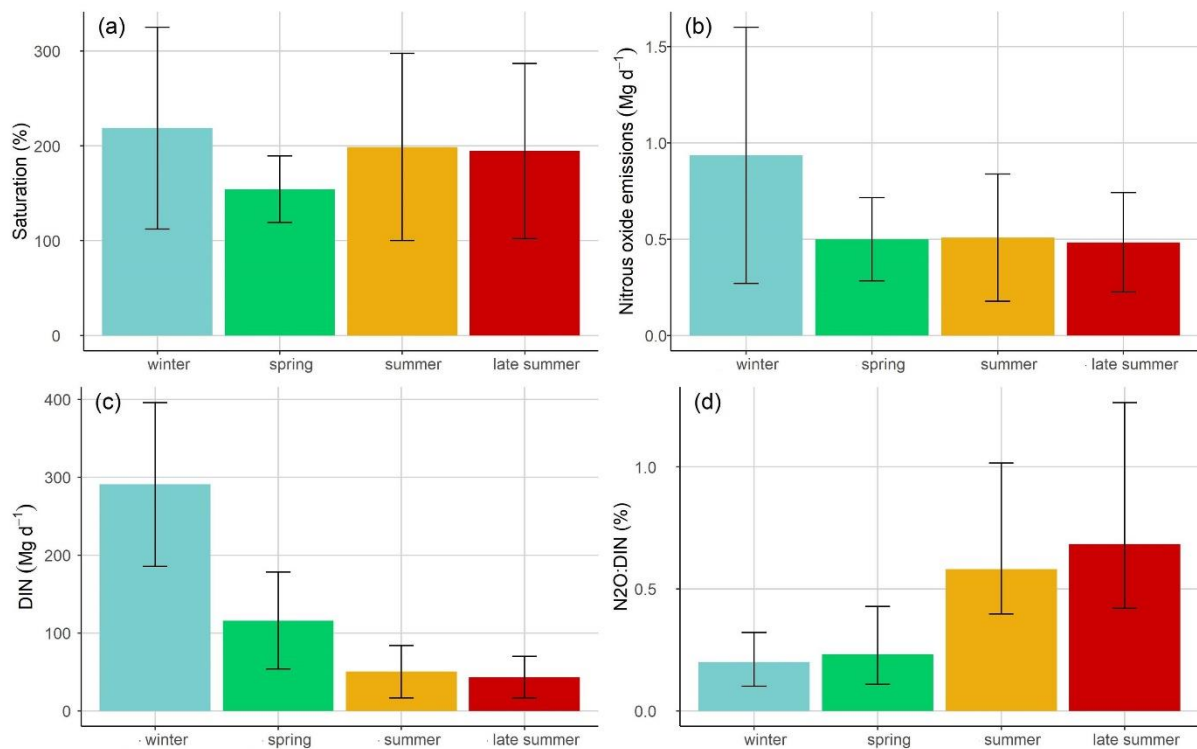 (a)
Saturation (%)
300
200
100
0
winter spring summer late summer
(b)
Nitrous oxide emissions (Mg d⁻¹)
1.5
1.0
0.5
0.0
winter spring summer late summer
(c)
DIN (Mg d⁻¹)
400
300
200
100
0
winter spring summer late summer
(d)
N2O:DIN (%)
1.0
0.5
0.0
winter spring summer late summer